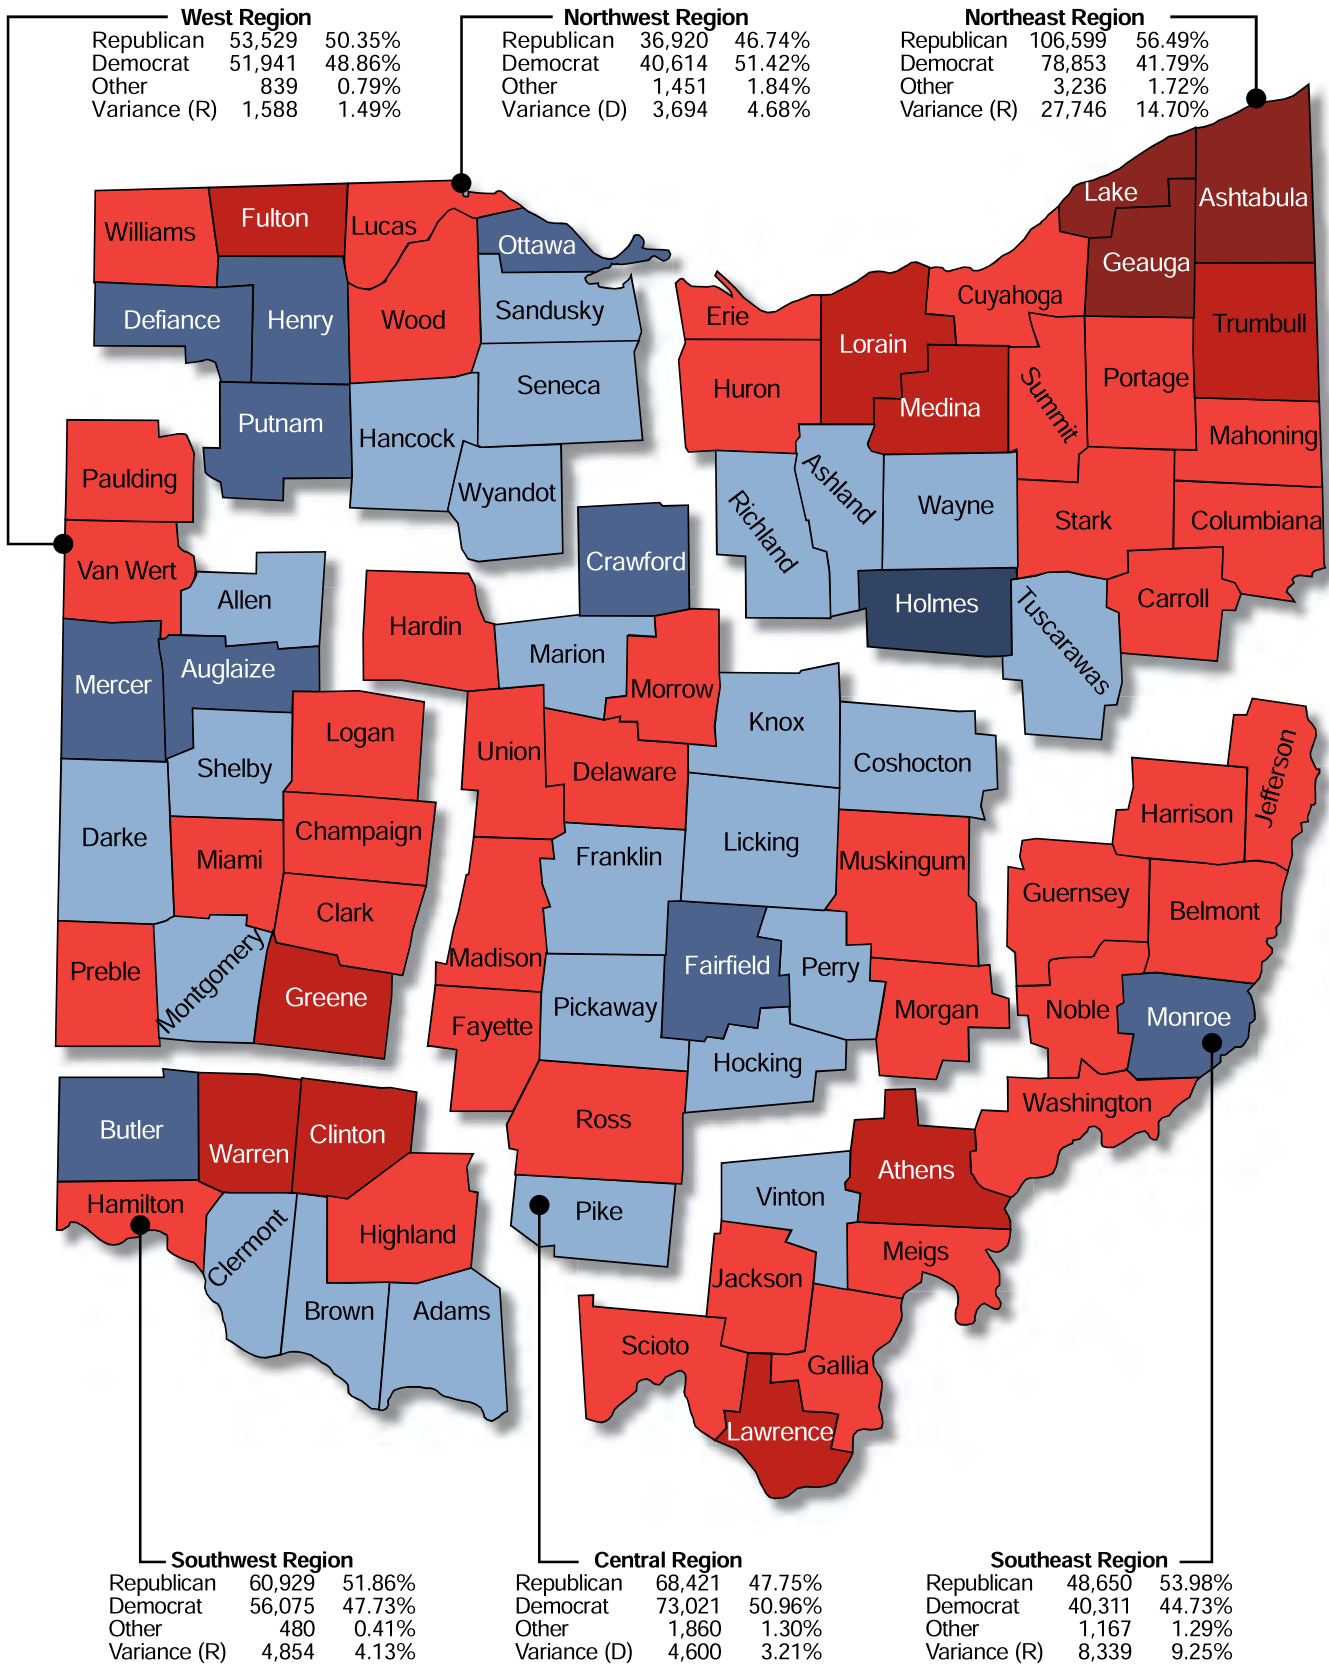 West Region
Republican 53,529 50.35%
Democrat 51,941 48.86%
Other 839 0.79%
Variance (R) 1,588 1.49%
Northwest Region
Republican 36,920 46.74%
Democrat 40,614 51.42%
Other 1,451 1.84%
Variance (D) 3,694 4.68%
Northeast Region
Republican 106,599 56.49%
Democrat 78,853 41.79%
Other 3,236 1.72%
Variance (R) 27,746 14.70%
Williams
Fulton
Lucas
Ottawa
Defiance
Henry
Wood
Sandusky
Seneca
Putnam
Hancock
Wyandot
Lake
Ashtabula
Geauga
Cuyahoga
Erie
Lorain
Trumbull
Huron
Medina
Summit
Portage
Mahoning
Richland
Ashland
Wayne
Stark
Columbiana
Holmes
Tuscarawas
Carroll
Paulding
Van Wert
Allen
Mercer
Auglaize
Logan
Shelby
Darke
Miami
Champaign
Clark
Preble
Montgomery
Greene
Crawford
Hardin
Marion
Morrow
Union
Delaware
Knox
Coshocton
Franklin
Licking
Muskingum
Madison
Fairfield
Perry
Fayette
Pickaway
Hocking
Morgan
Ross
Pike
Jefferson
Harrison
Guernsey
Belmont
Noble
Monroe
Washington
Athens
Vinton
Meigs
Jackson
Scioto
Gallia
Lawrence
Butler
Warren
Clinton
Hamilton
Clermont
Highland
Brown
Adams
Southwest Region
Republican 60,929 51.86%
Democrat 56,075 47.73%
Other 480 0.41%
Variance (R) 4,854 4.13%
Central Region
Republican 68,421 47.75%
Democrat 73,021 50.96%
Other 1,860 1.30%
Variance (D) 4,600 3.21%
Southeast Region
Republican 48,650 53.98%
Democrat 40,311 44.73%
Other 1,167 1.29%
Variance (R) 8,339 9.25%